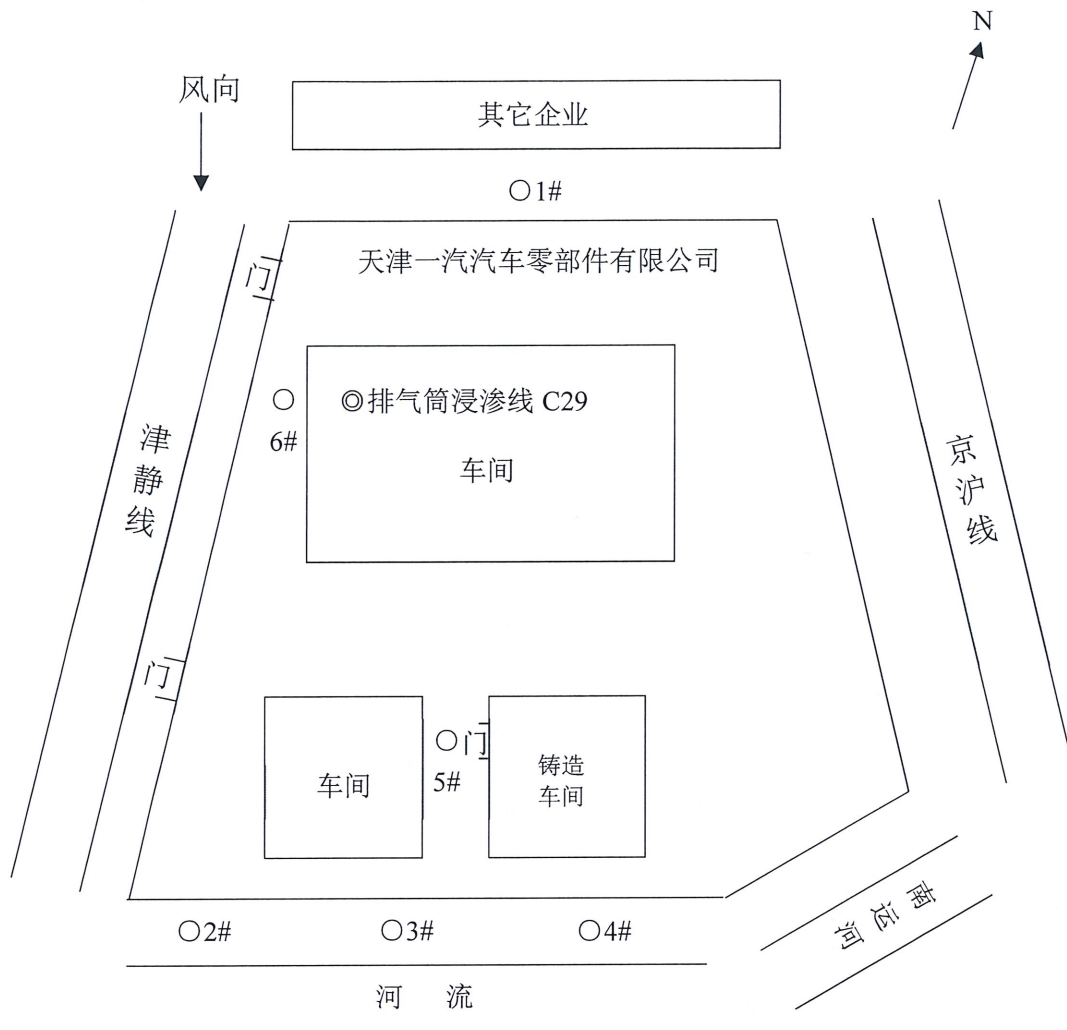 N
风向
其它企业
○1#
天津一汽汽车零部件有限公司
门
◎排气筒浸渗线 C29
○
6#
车间
津静线
京沪线
门
○门
5#
车间
铸造
车间
○2#
○3#
○4#
南运河
河 流